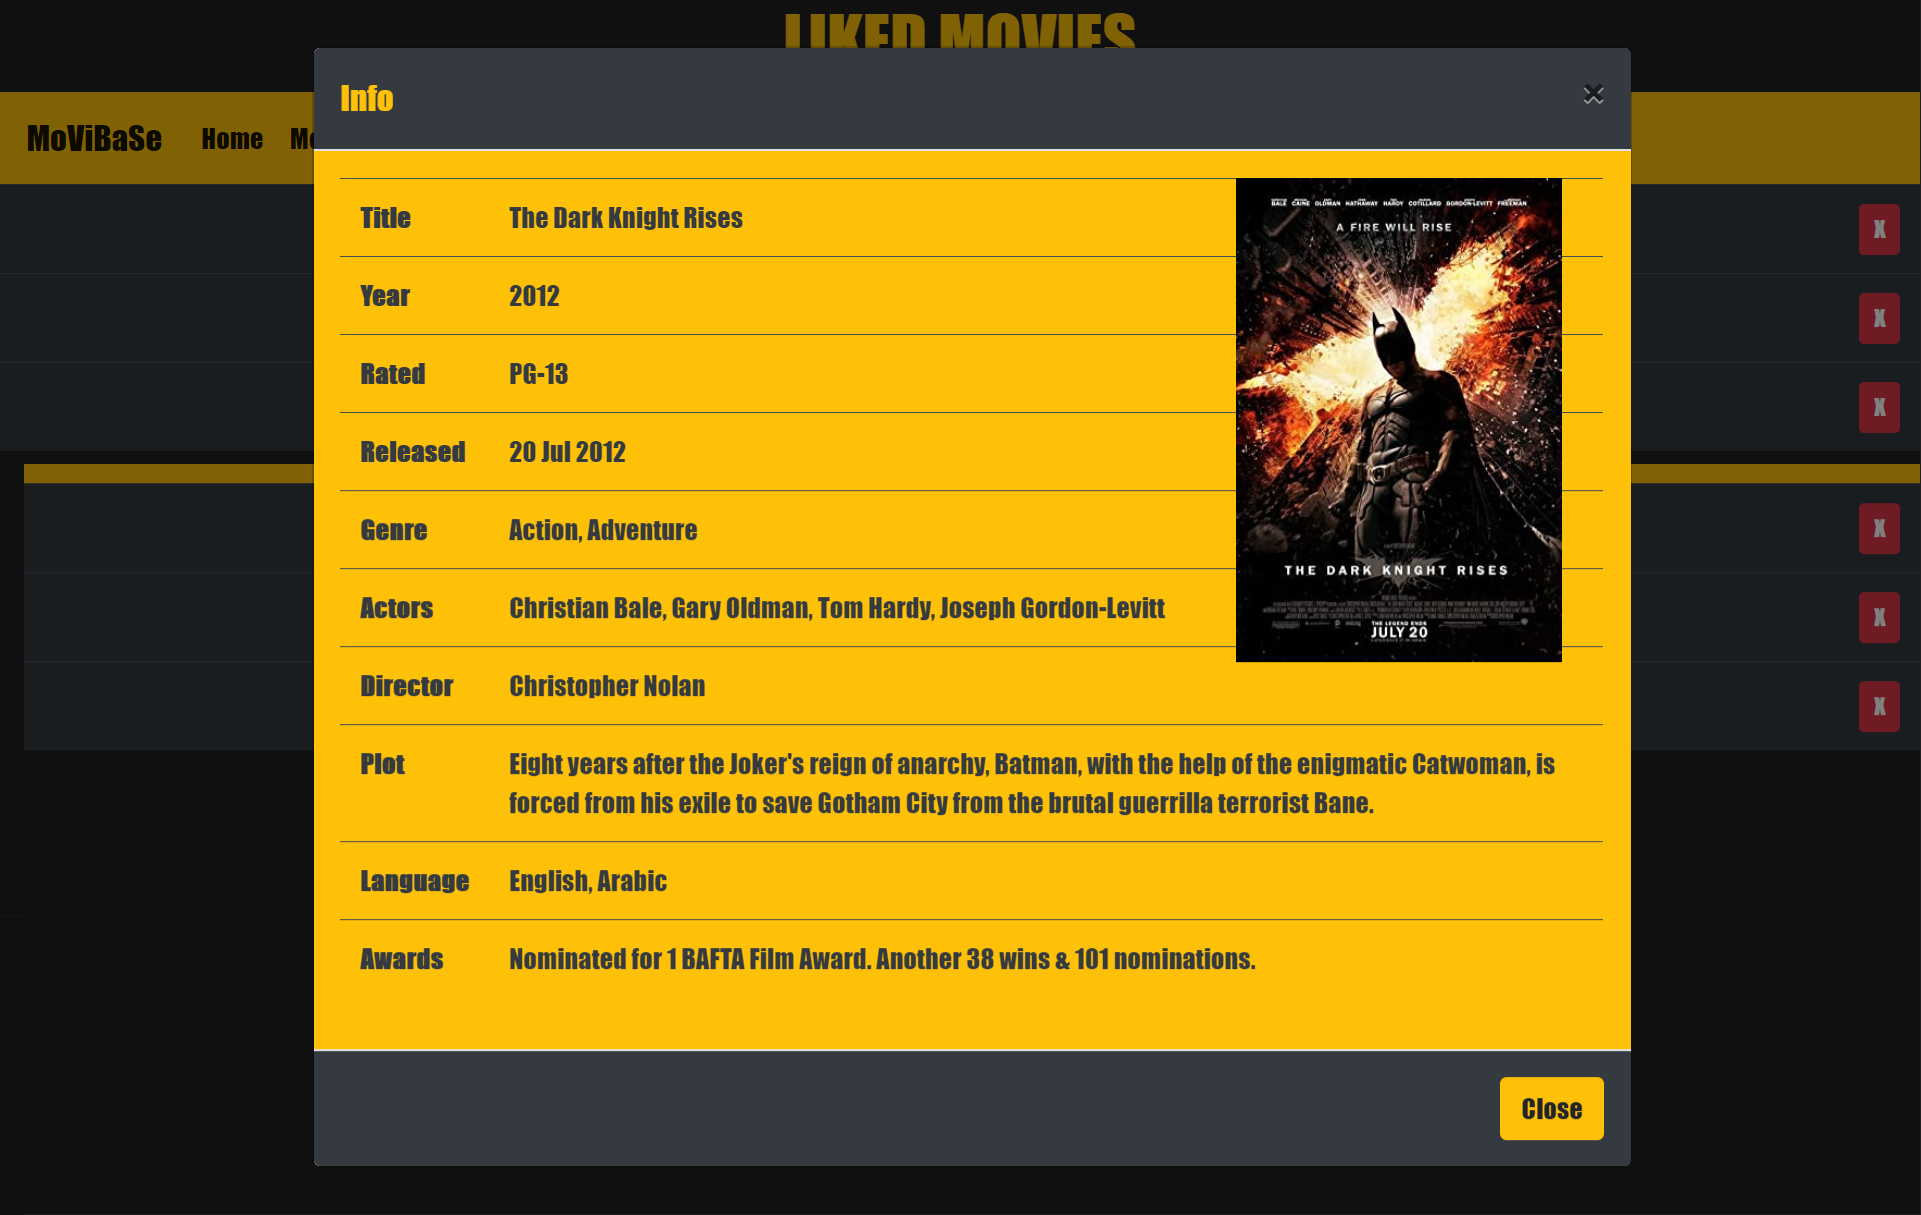 LIKED MOVIES
Info
×
MoViBaSe Home
Title The Dark Knight Rises
Year 2012
Rated PG-13
Released 20 Jul 2012
Genre Action, Adventure
Actors Christian Bale, Gary Oldman, Tom Hardy, Joseph Gordon-Levitt
Director Christopher Nolan
Plot Eight years after the Joker's reign of anarchy, Batman, with the help of the enigmatic Catwoman, is
forced from his exile to save Gotham City from the brutal guerrilla terrorist Bane.
Language English, Arabic
Awards Nominated for 1 BAFTA Film Award. Another 38 wins & 101 nominations.
BALE CAINE OLDMAN HATHAWAY HARDY COTILLARD GORDON-LEVITT FREEMAN
A FIRE WILL RISE
THE DARK KNIGHT RISES
THE LEGEND ENDS
JULY 20
X
X
X
X
X
X
Close